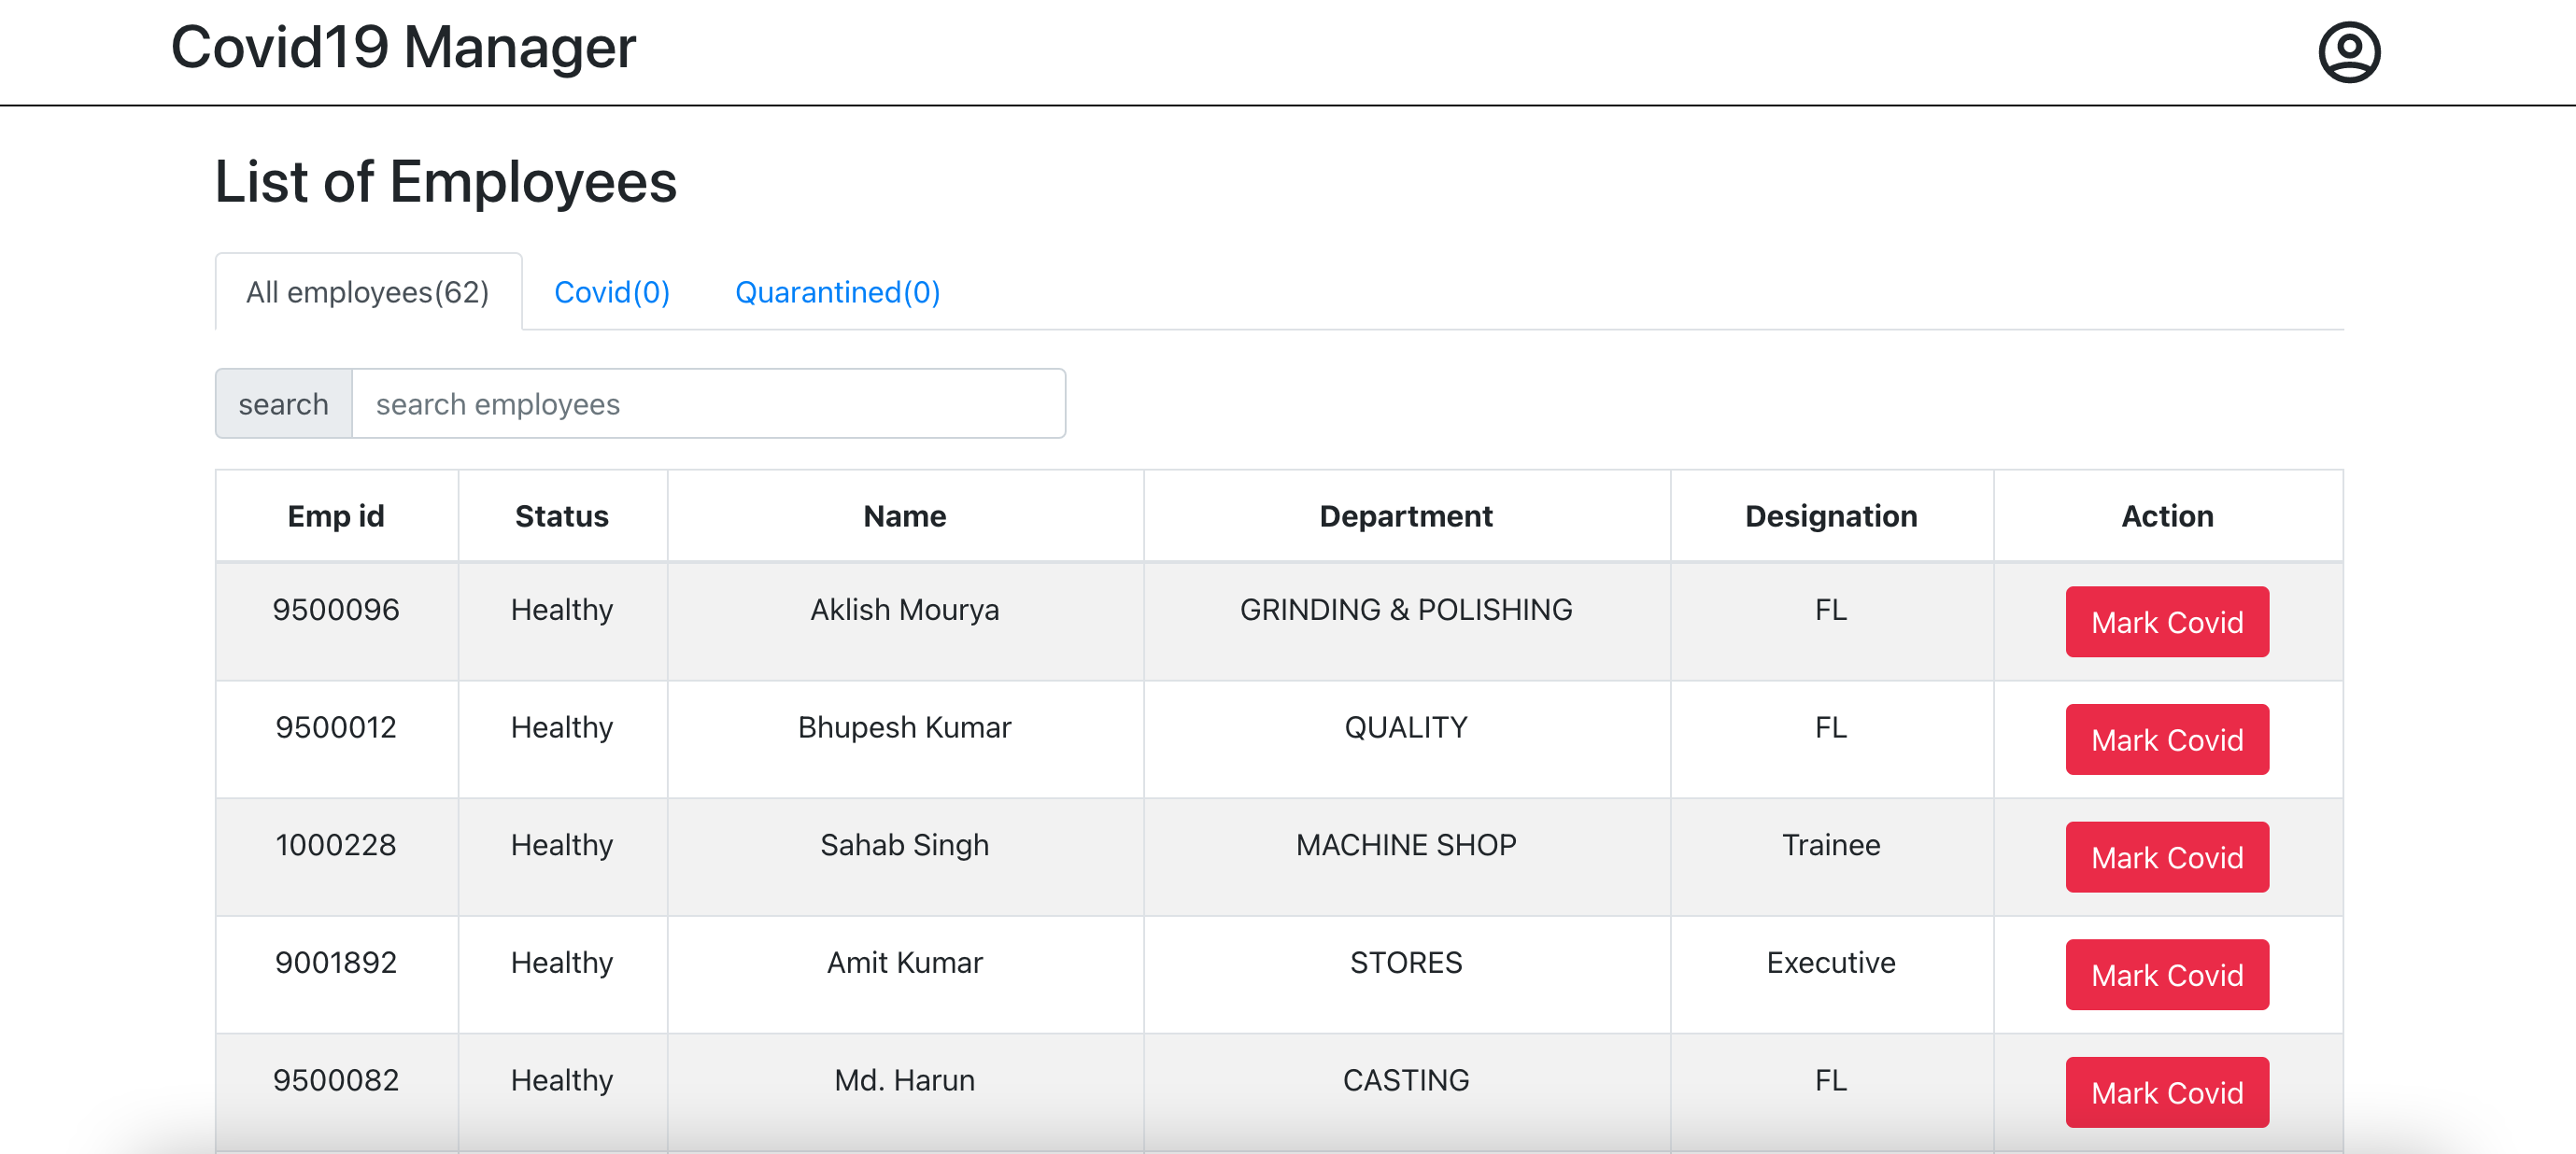 Covid19 Manager
List of Employees
All employees(62) Covid(0) Quarantined(0)
search search employees
Emp id Status Name Department Designation Action
9500096 Healthy Aklish Mourya GRINDING & POLISHING FL Mark Covid
9500012 Healthy Bhupesh Kumar QUALITY FL Mark Covid
1000228 Healthy Sahab Singh MACHINE SHOP Trainee Mark Covid
9001892 Healthy Amit Kumar STORES Executive Mark Covid
9500082 Healthy Md. Harun CASTING FL Mark Covid